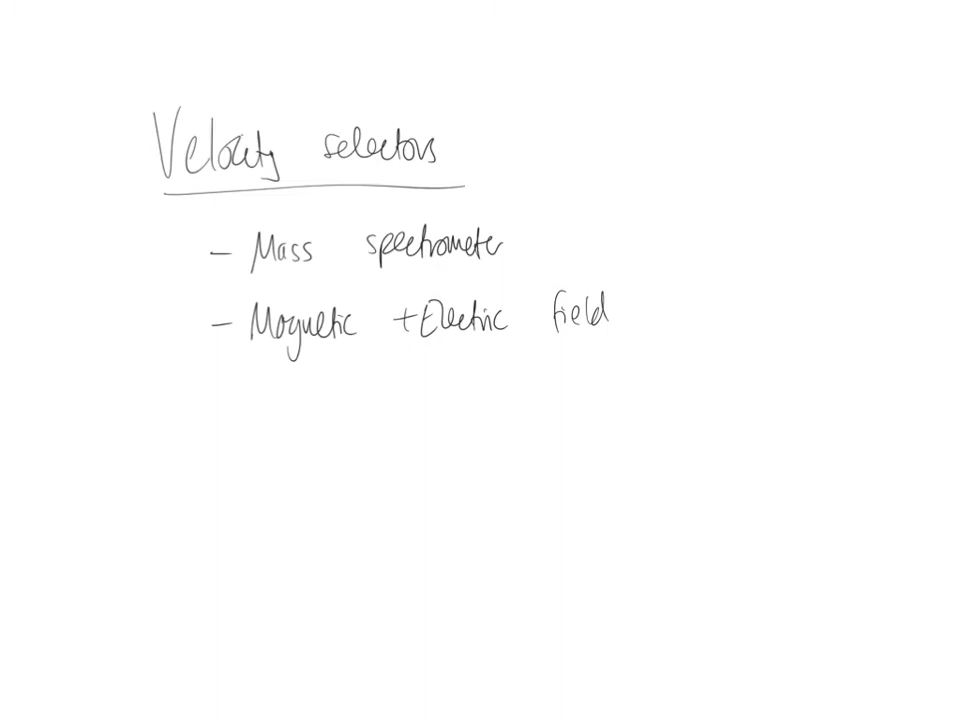 Velocity selectors
- Mass spectrometer
- Magnetic + Electric field